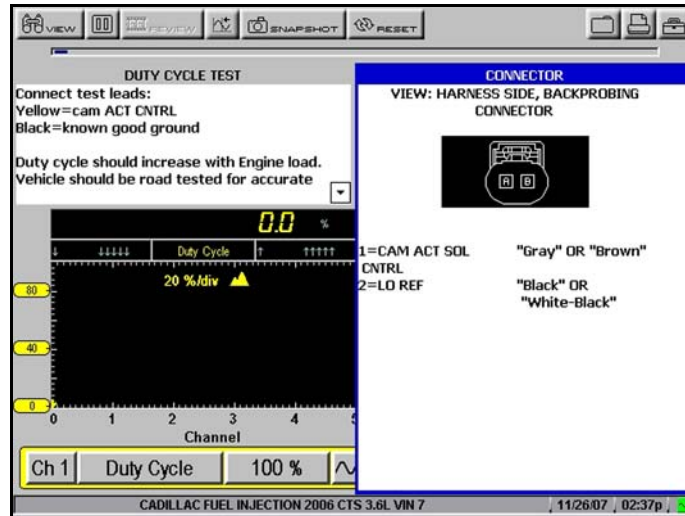 VIEW
REVIEW
SNAPSHOT
RESET
DUTY CYCLE TEST
Connect test leads:
Yellow=cam ACT CNTRL
Black=known good
ground
Duty cycle should increase with Engine load.
Vehicle should be road tested for accurate
0.0 %
Duty Cycle
20 %/div
80
40
0
0 1 2 3 4
Channel
Ch 1 Duty Cycle 100 %
CONNECTOR
VIEW: HARNESS SIDE, BACKPROBING
CONNECTOR
A B
1=CAM ACT SOL "Gray" OR "Brown"
CNTRL
2=LO REF "Black" OR
"White-Black"
CADILLAC FUEL INJECTION 2006 CTS 3.6L VIN 7 11/26/07 02:37p